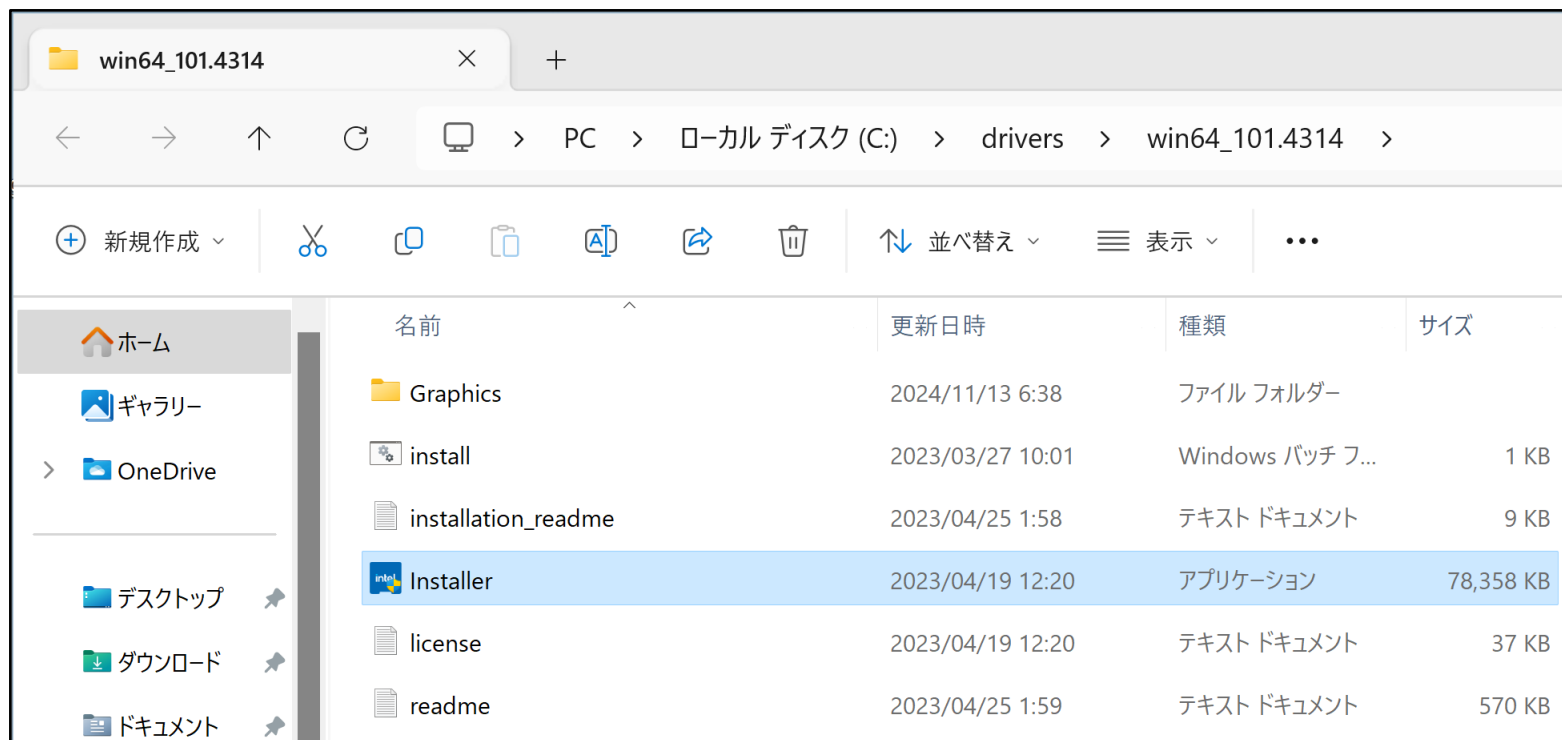 win64_101.4314
PC > ローカル ディスク (C:) > drivers > win64_101.4314 >
新規作成 並べ替え 表示 •••
名前 更新日時 種類 サイズ
ホーム
ギャラリー
OneDrive
デスクトップ
ダウンロード
ドキュメント
Graphics 2024/11/13 6:38 ファイル フォルダー
install 2023/03/27 10:01 Windows バッチ フ... 1 KB
installation_readme 2023/04/25 1:58 テキスト ドキュメント 9 KB
intel Installer 2023/04/19 12:20 アプリケーション 78,358 KB
license 2023/04/19 12:20 テキスト ドキュメント 37 KB
readme 2023/04/25 1:59 テキスト ドキュメント 570 KB